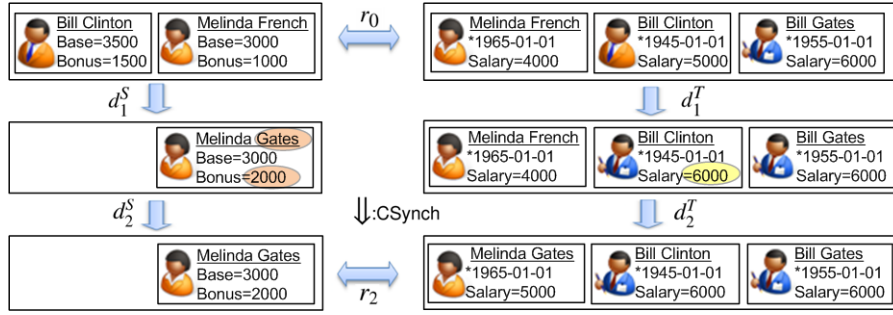 Bill Clinton
Base=3500
Bonus=1500
Melinda French
Base=3000
Bonus=1000
r0
Melinda French
*1965-01-01
Salary=4000
Bill Clinton
*1945-01-01
Salary=5000
Bill Gates
*1955-01-01
Salary=6000
d1S
d1T
Melinda Gates
Base=3000
Bonus=2000
Melinda French
*1965-01-01
Salary=4000
Bill Clinton
*1945-01-01
Salary=6000
Bill Gates
*1955-01-01
Salary=6000
d2S
⇓:CSynch
d2T
Melinda Gates
Base=3000
Bonus=2000
r2
Melinda Gates
*1965-01-01
Salary=5000
Bill Clinton
*1945-01-01
Salary=6000
Bill Gates
*1955-01-01
Salary=6000